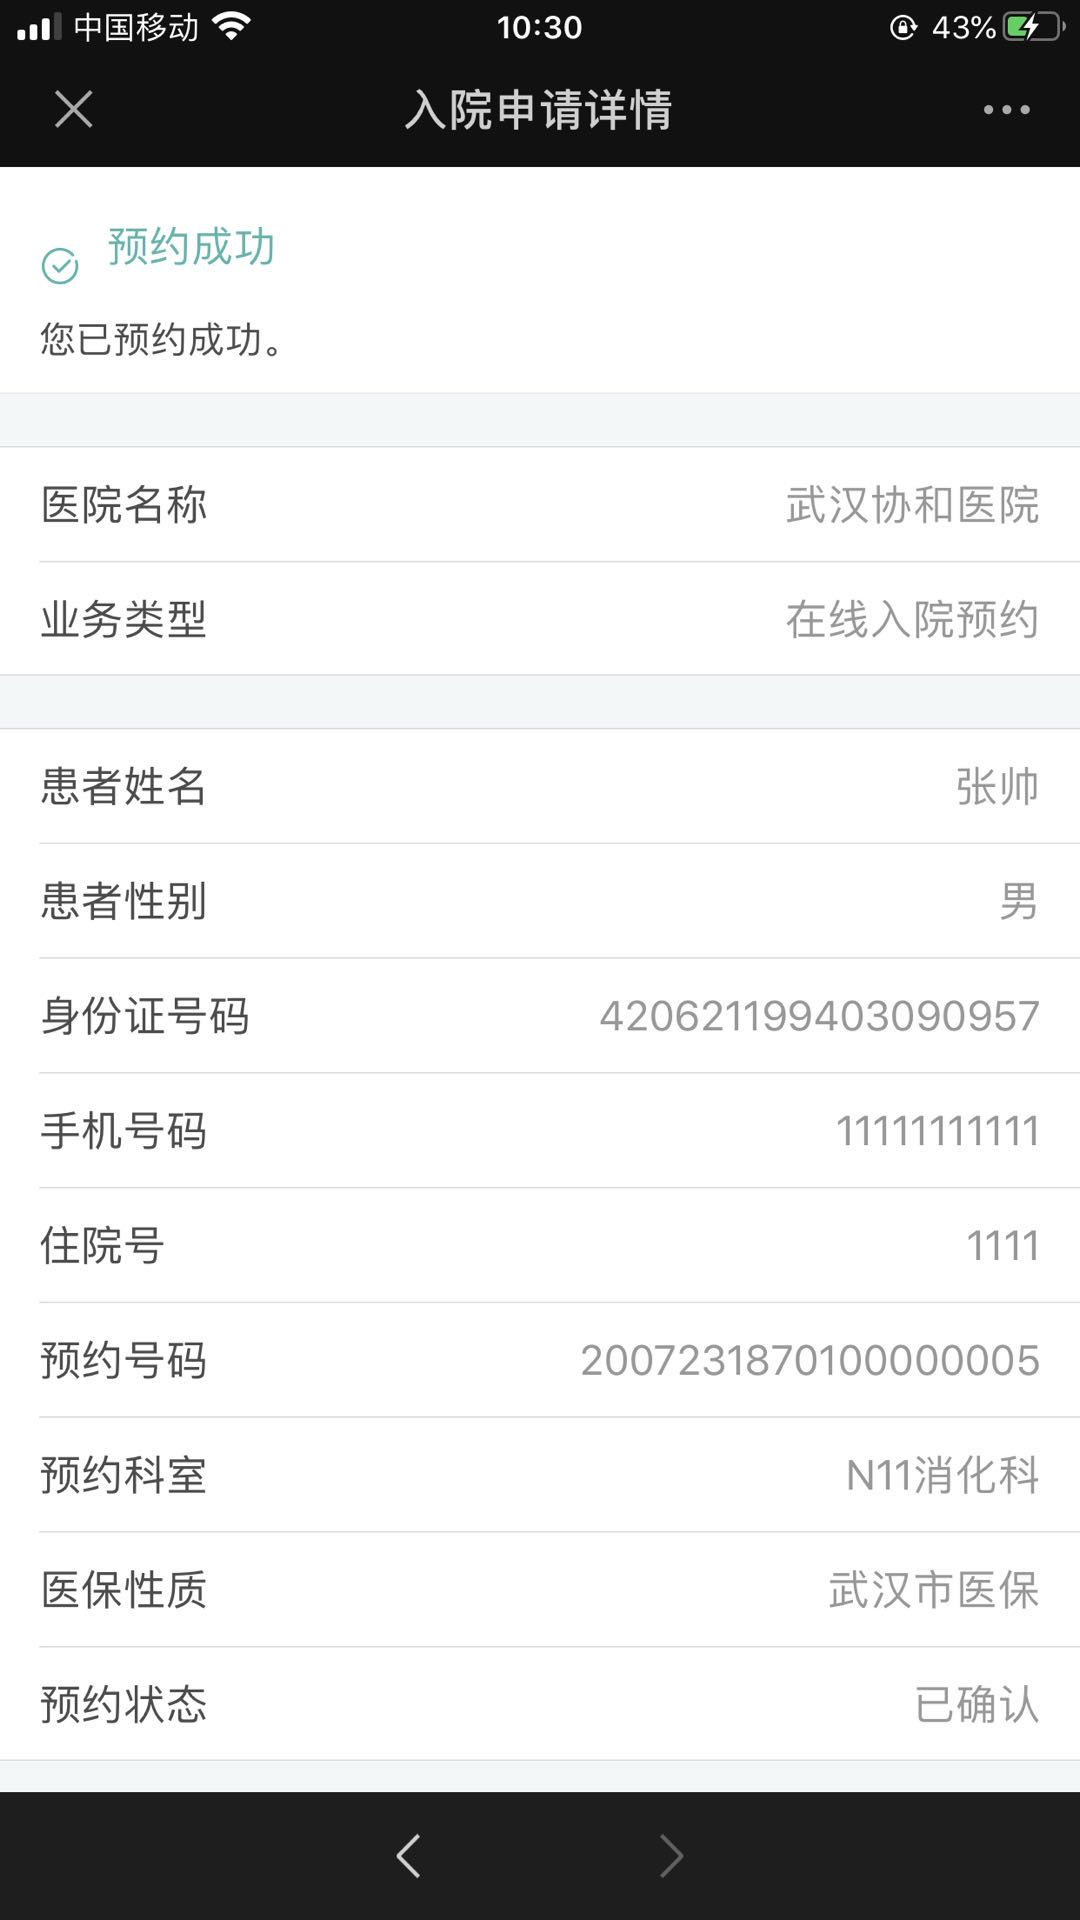 中国移动 10:30 43%
入院申请详情
预约成功
您已预约成功。
医院名称 武汉协和医院
业务类型 在线入院预约
患者姓名 张帅
患者性别 男
身份证号码 420621199403090957
手机号码 11111111111
住院号 1111
预约号码 2007231870100000005
预约科室 N11消化科
医保性质 武汉市医保
预约状态 已确认